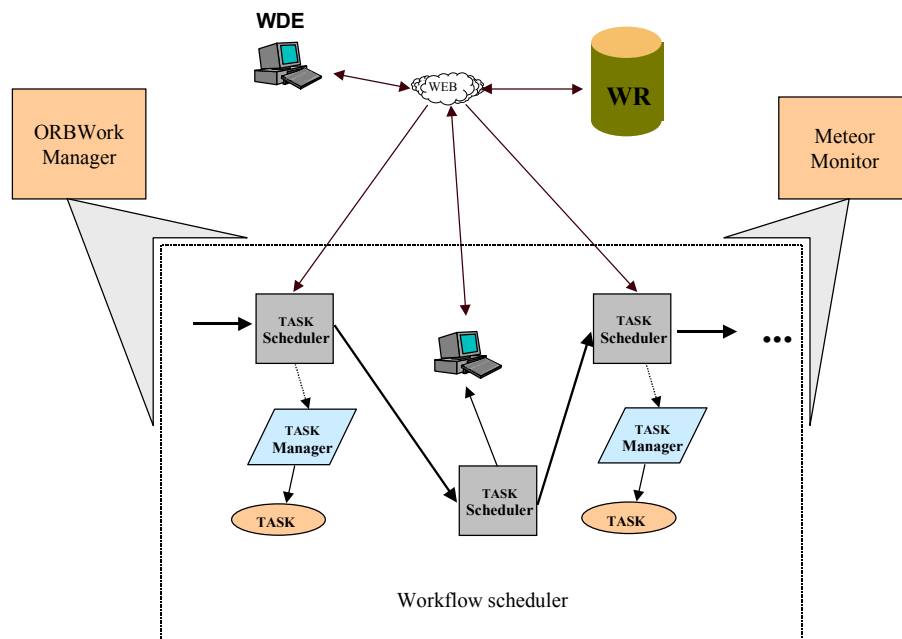 WDE
WEB
WR
ORBWork
Manager
Meteor
Monitor
TASK
Scheduler
TASK
Scheduler
...
TASK
Manager
TASK
Manager
TASK
Scheduler
TASK
TASK
Workflow scheduler